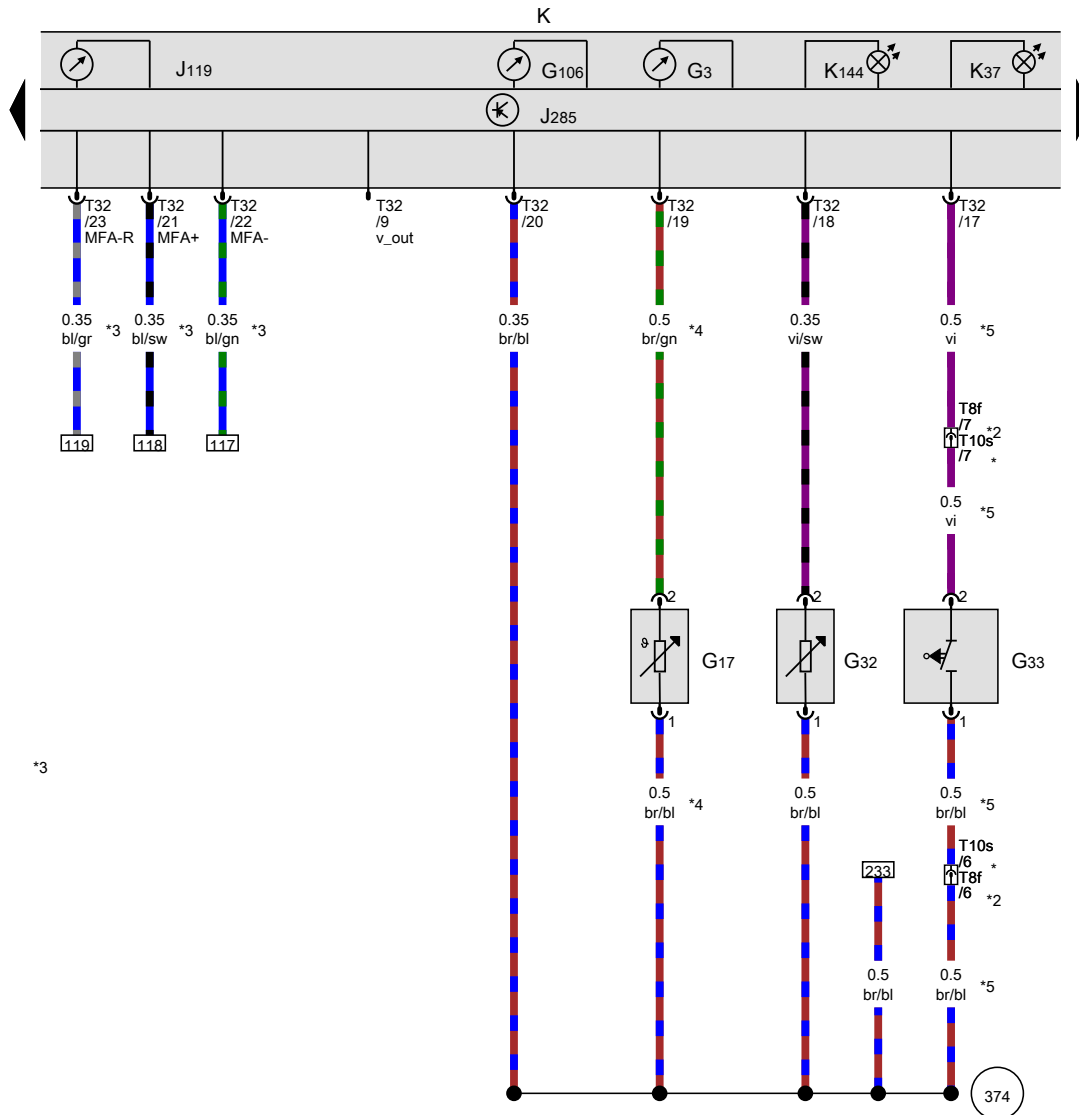 K
J119
G106
G3
K144
K37
J285
T32
/23
MFA-R
T32
/21
MFA+
T32
/22
MFA-
T32
/9
v_out
T32
/20
T32
/19
T32
/18
T32
/17
0.35
bl/gr
*3
0.35
bl/sw
*3
0.35
bl/gn
*3
0.35
br/bl
0.5
br/gn
*4
0.35
vi/sw
0.5
vi
*5
119
118
117
T8f
/7
*2
T10s
/7
*
0.5
vi
*5
2
2
2
G17
G32
G33
1
1
1
*3
0.5
br/bl
*4
0.5
br/bl
0.5
br/bl
*5
233
T10s
/6
*
T8f
/6
*2
0.5
br/bl
0.5
br/bl
*5
374